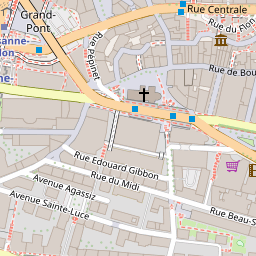 Rue Centrale
Grand-
Pont
Rue du Flon
Rue Pépinet
Rue de Bou
Rue Edouard Gibbon
Rue du Midi
Avenue Agassiz
Avenue Sainte-Luce
Rue Beau-S